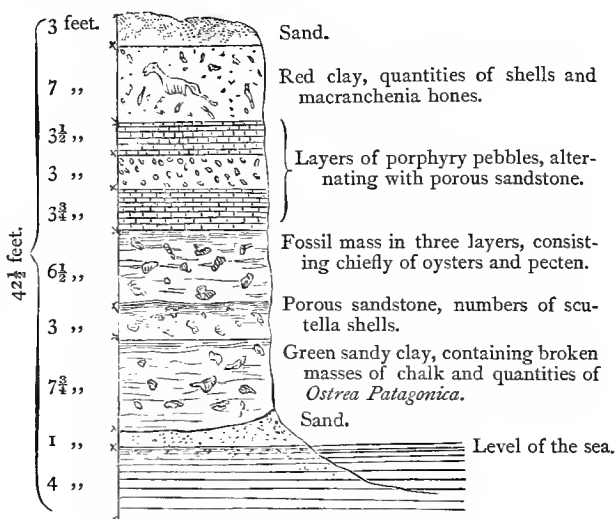 3 feet.
Sand.
7 ,,
Red clay, quantities of shells and
macranchenia bones.
3½ ,,
3 ,,
3¾ ,,
Layers of porphyry pebbles, alter-
nating with porous sandstone.
42½ feet.
6½ ,,
Fossil mass in three layers, consist-
ing chiefly of oysters and pecten.
3 ,,
Porous sandstone, numbers of scu-
tella shells.
7¾ ,,
Green sandy clay, containing broken
masses of chalk and quantities of
Ostrea Patagonica.
Sand.
1 ,,
Level of the sea.
4 ,,